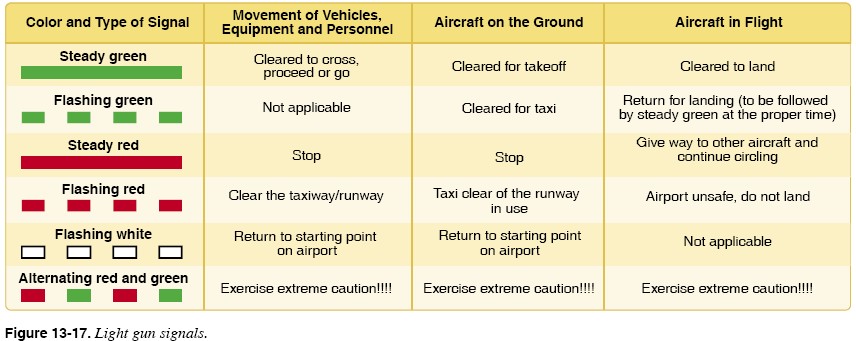 Color and Type of Signal
Movement of Vehicles,
Equipment and Personnel
Aircraft on the Ground
Aircraft in Flight
Steady green
Cleared to cross,
proceed or go
Cleared for takeoff
Cleared to land
Flashing green
Not applicable
Cleared for taxi
Return for landing (to be followed
by steady green at the proper time)
Steady red
Stop
Stop
Give way to other aircraft and
continue circling
Flashing red
Clear the taxiway/runway
Taxi clear of the runway
in use
Airport unsafe, do not land
Flashing white
Return to starting point
on airport
Return to starting point
on airport
Not applicable
Alternating red and green
Exercise extreme caution!!!!
Exercise extreme caution!!!!
Exercise extreme caution!!!!
Figure 13-17. Light gun signals.